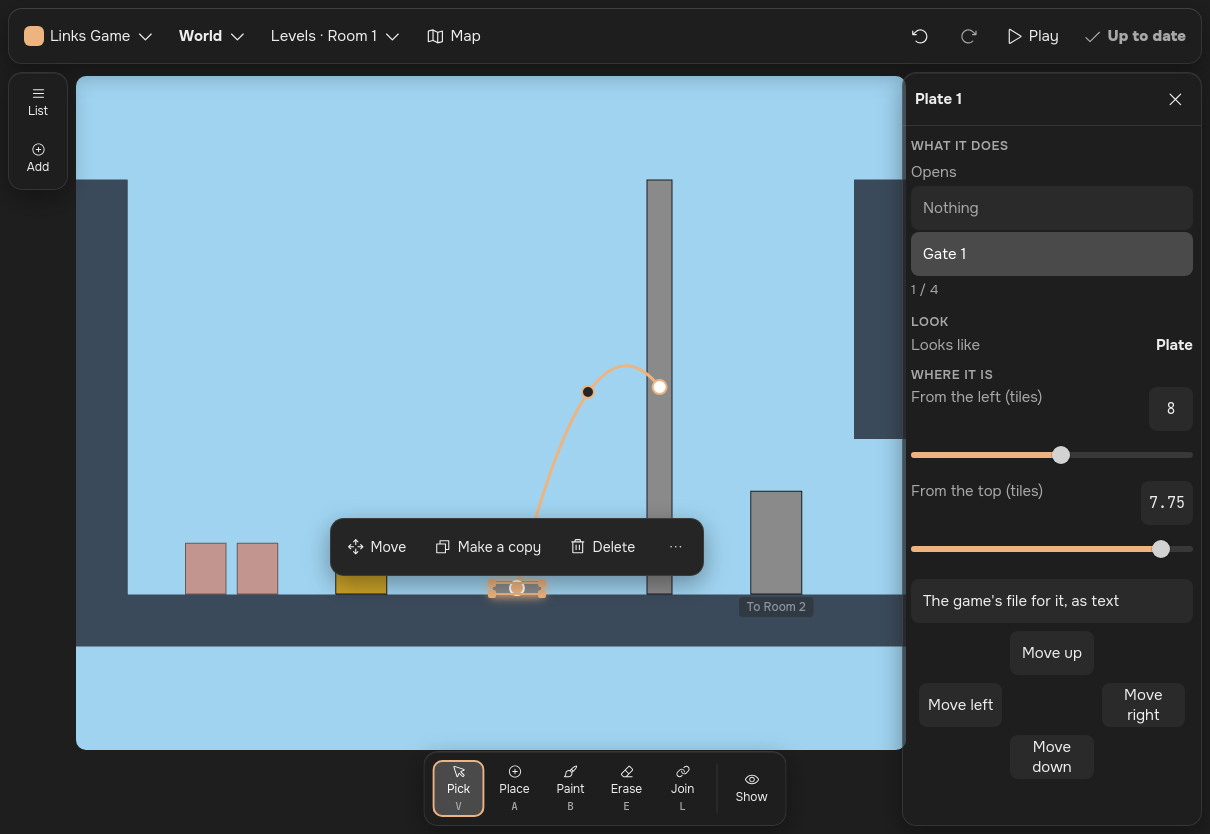 Links Game
World
Levels · Room 1
Map
Play
Up to date
List
Add
Plate 1
WHAT IT DOES
Opens
Nothing
Gate 1
1 / 4
LOOK
Looks like
Plate
WHERE IT IS
From the left (tiles)
8
From the top (tiles)
7.75
The game's file for it, as text
Move up
Move left
Move
right
Move
down
Move
Make a copy
Delete
···
To Room 2
Pick
V
Place
A
Paint
B
Erase
E
Join
L
Show